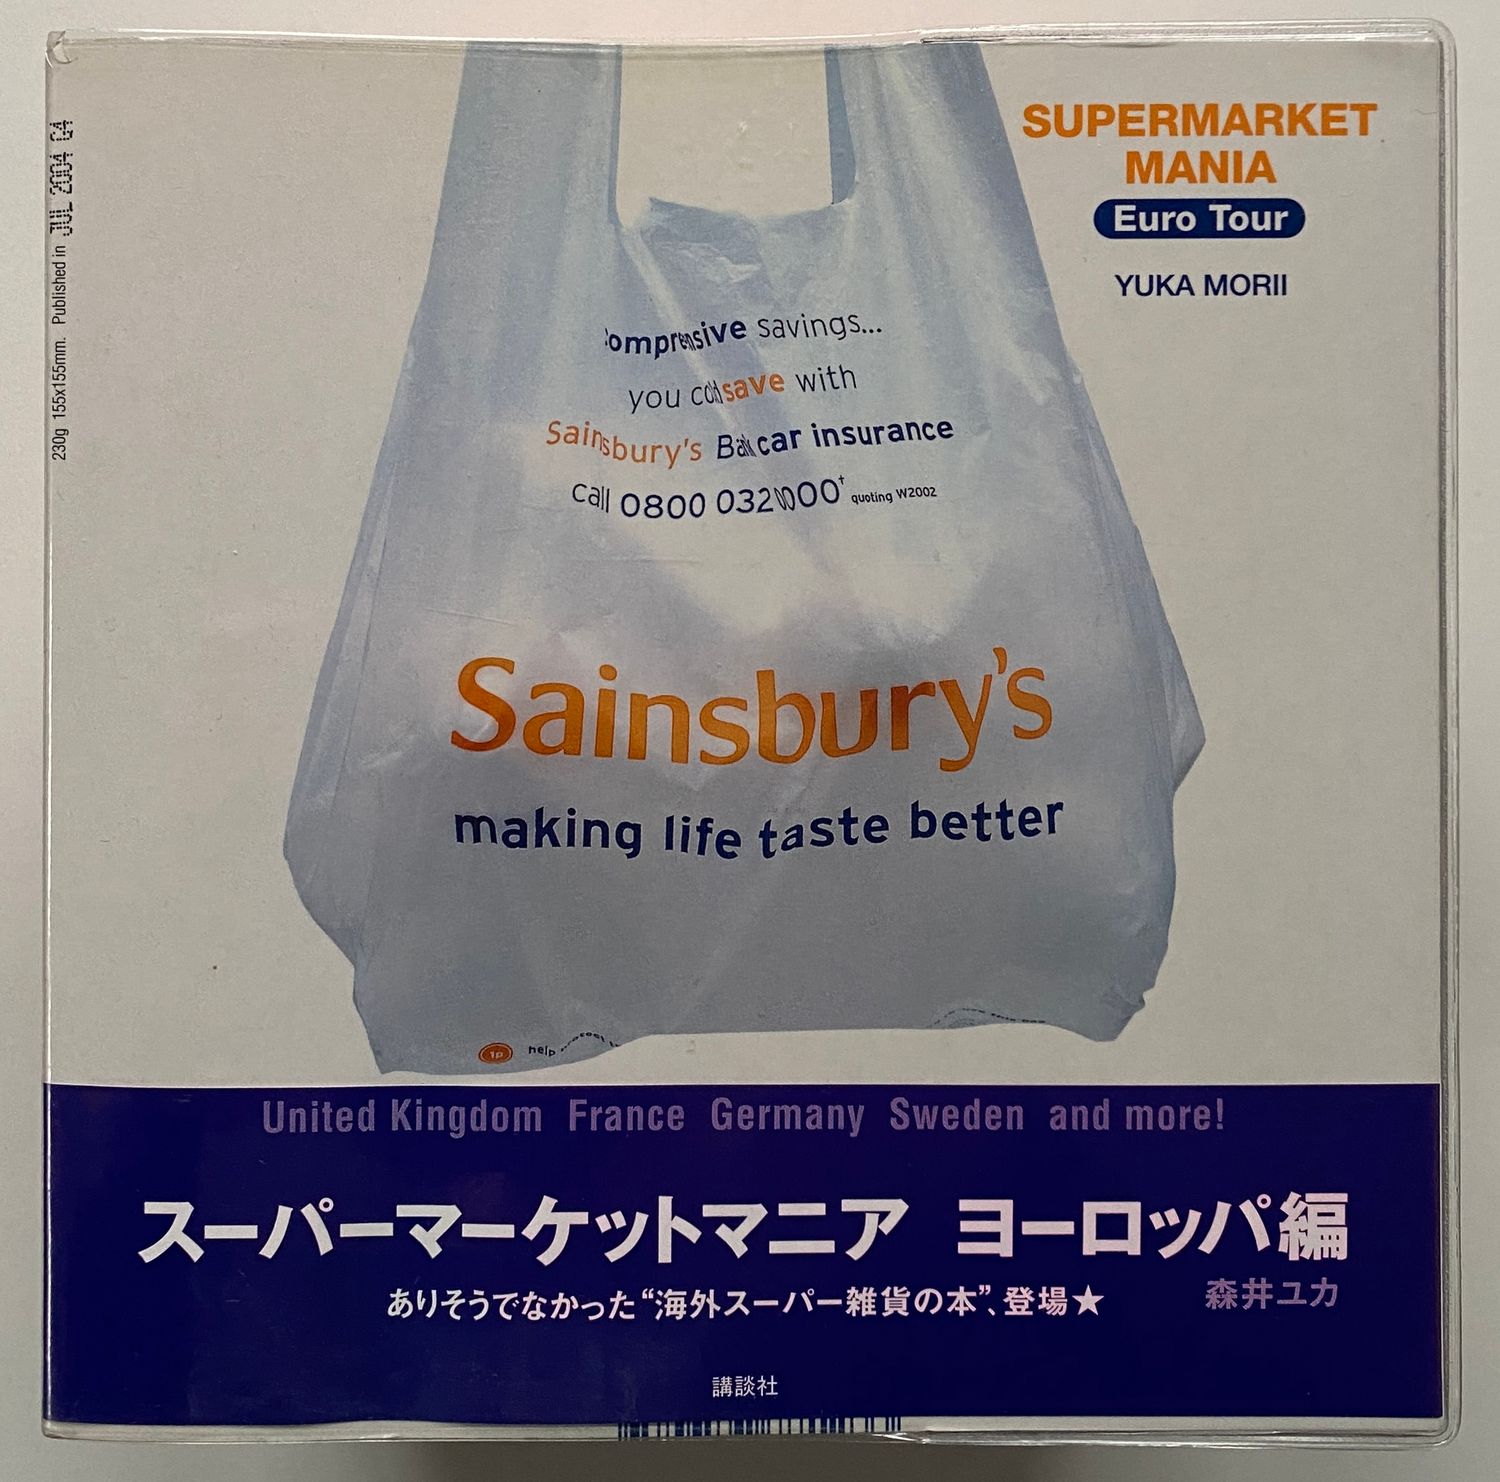 SUPERMARKET
MANIA
Euro Tour
YUKA MORII
230g 155x155mm. Published in JUL 2004 G4
savings...
you save with
Sainsbury's car insurance
call 0800 032
quoting W2002
Sainsbury's
making life taste better
1p help protect
United Kingdom France Germany Sweden and more!
スーパーマーケットマニア ヨーロッパ編
ありそうでなかった“海外スーパー雑貨の本”、登場★
森井ユカ
講談社